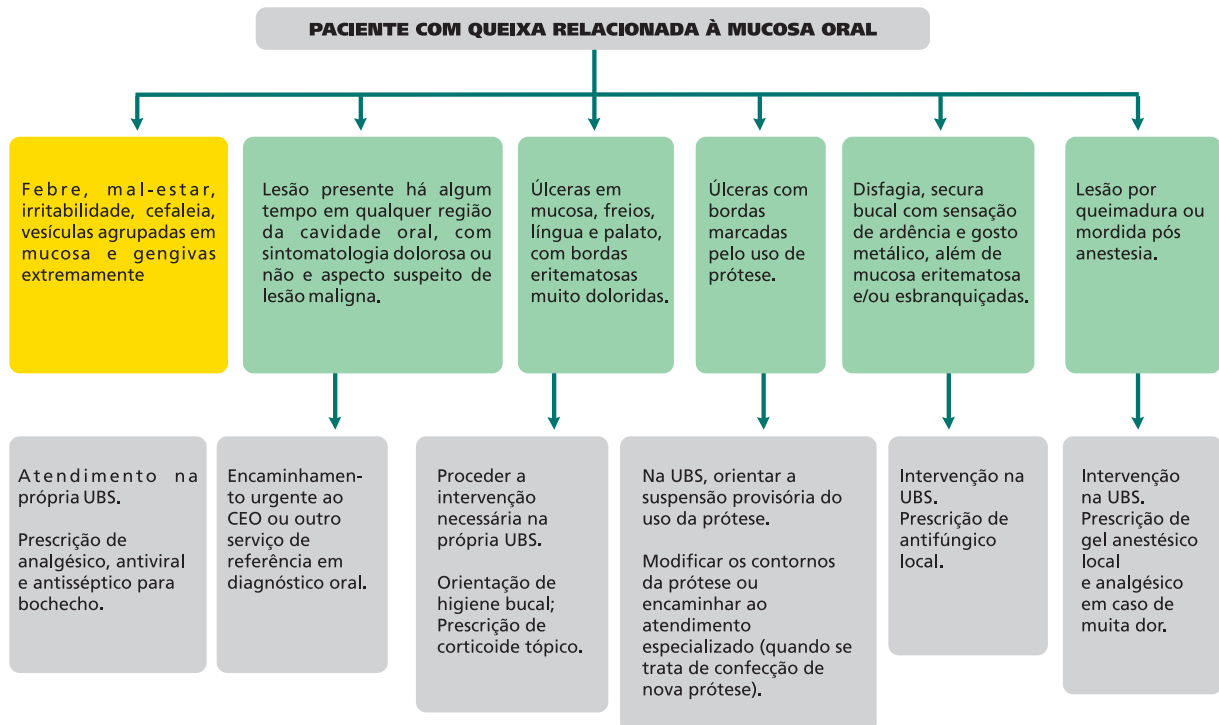 PACIENTE COM QUEIXA RELACIONADA À MUCOSA ORAL
Febre, mal-estar,
irritabilidade, cefaleia,
vesículas agrupadas em
mucosa e gengivas
extremamente
Lesão presente há algum
tempo em qualquer região
da cavidade oral, com
sintomatologia dolorosa ou
não e aspecto suspeito de
lesão maligna.
Úlceras em
mucosa, freios,
língua e palato,
com bordas
eritematosas
muito doloridas.
Úlceras com
bordas
marcadas
pelo uso de
prótese.
Disfagia, secura
bucal com sensação
de ardência e gosto
metálico, além de
mucosa eritematosa
e/ou esbranquiçadas.
Lesão por
queimadura ou
mordida pós
anestesia.
Atendimento na
própria UBS.
Prescrição de
analgésico, antiviral
e antisséptico para
bochecho.
Encaminhamen-
to urgente ao
CEO ou outro
serviço de
referência em
diagnóstico oral.
Proceder a
intervenção
necessária na
própria UBS.
Orientação de
higiene bucal;
Prescrição de
corticoide tópico.
Na UBS, orientar a
suspensão provisória do
uso da prótese.
Modificar os contornos
da prótese ou
encaminhar ao
atendimento
especializado (quando se
trata de confecção de
nova prótese).
Intervenção na
UBS.
Prescrição de
antifúngico
local.
Intervenção
na UBS.
Prescrição de
gel anestésico
local
e analgésico
em caso de
muita dor.